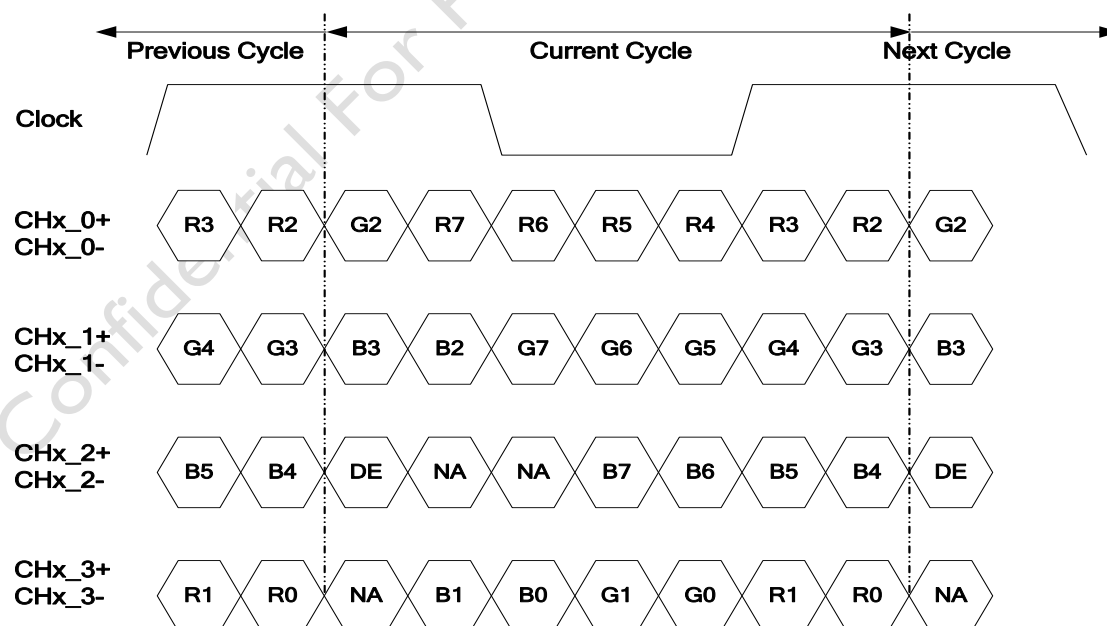 Previous Cycle Current Cycle Next Cycle
Clock
CHx_0+
CHx_0-
R3 R2 G2 R7 R6 R5 R4 R3 R2 G2
CHx_1+
CHx_1-
G4 G3 B3 B2 G7 G6 G5 G4 G3 B3
CHx_2+
CHx_2-
B5 B4 DE NA NA B7 B6 B5 B4 DE
CHx_3+
CHx_3-
R1 R0 NA B1 B0 G1 G0 R1 R0 NA
Confidential For